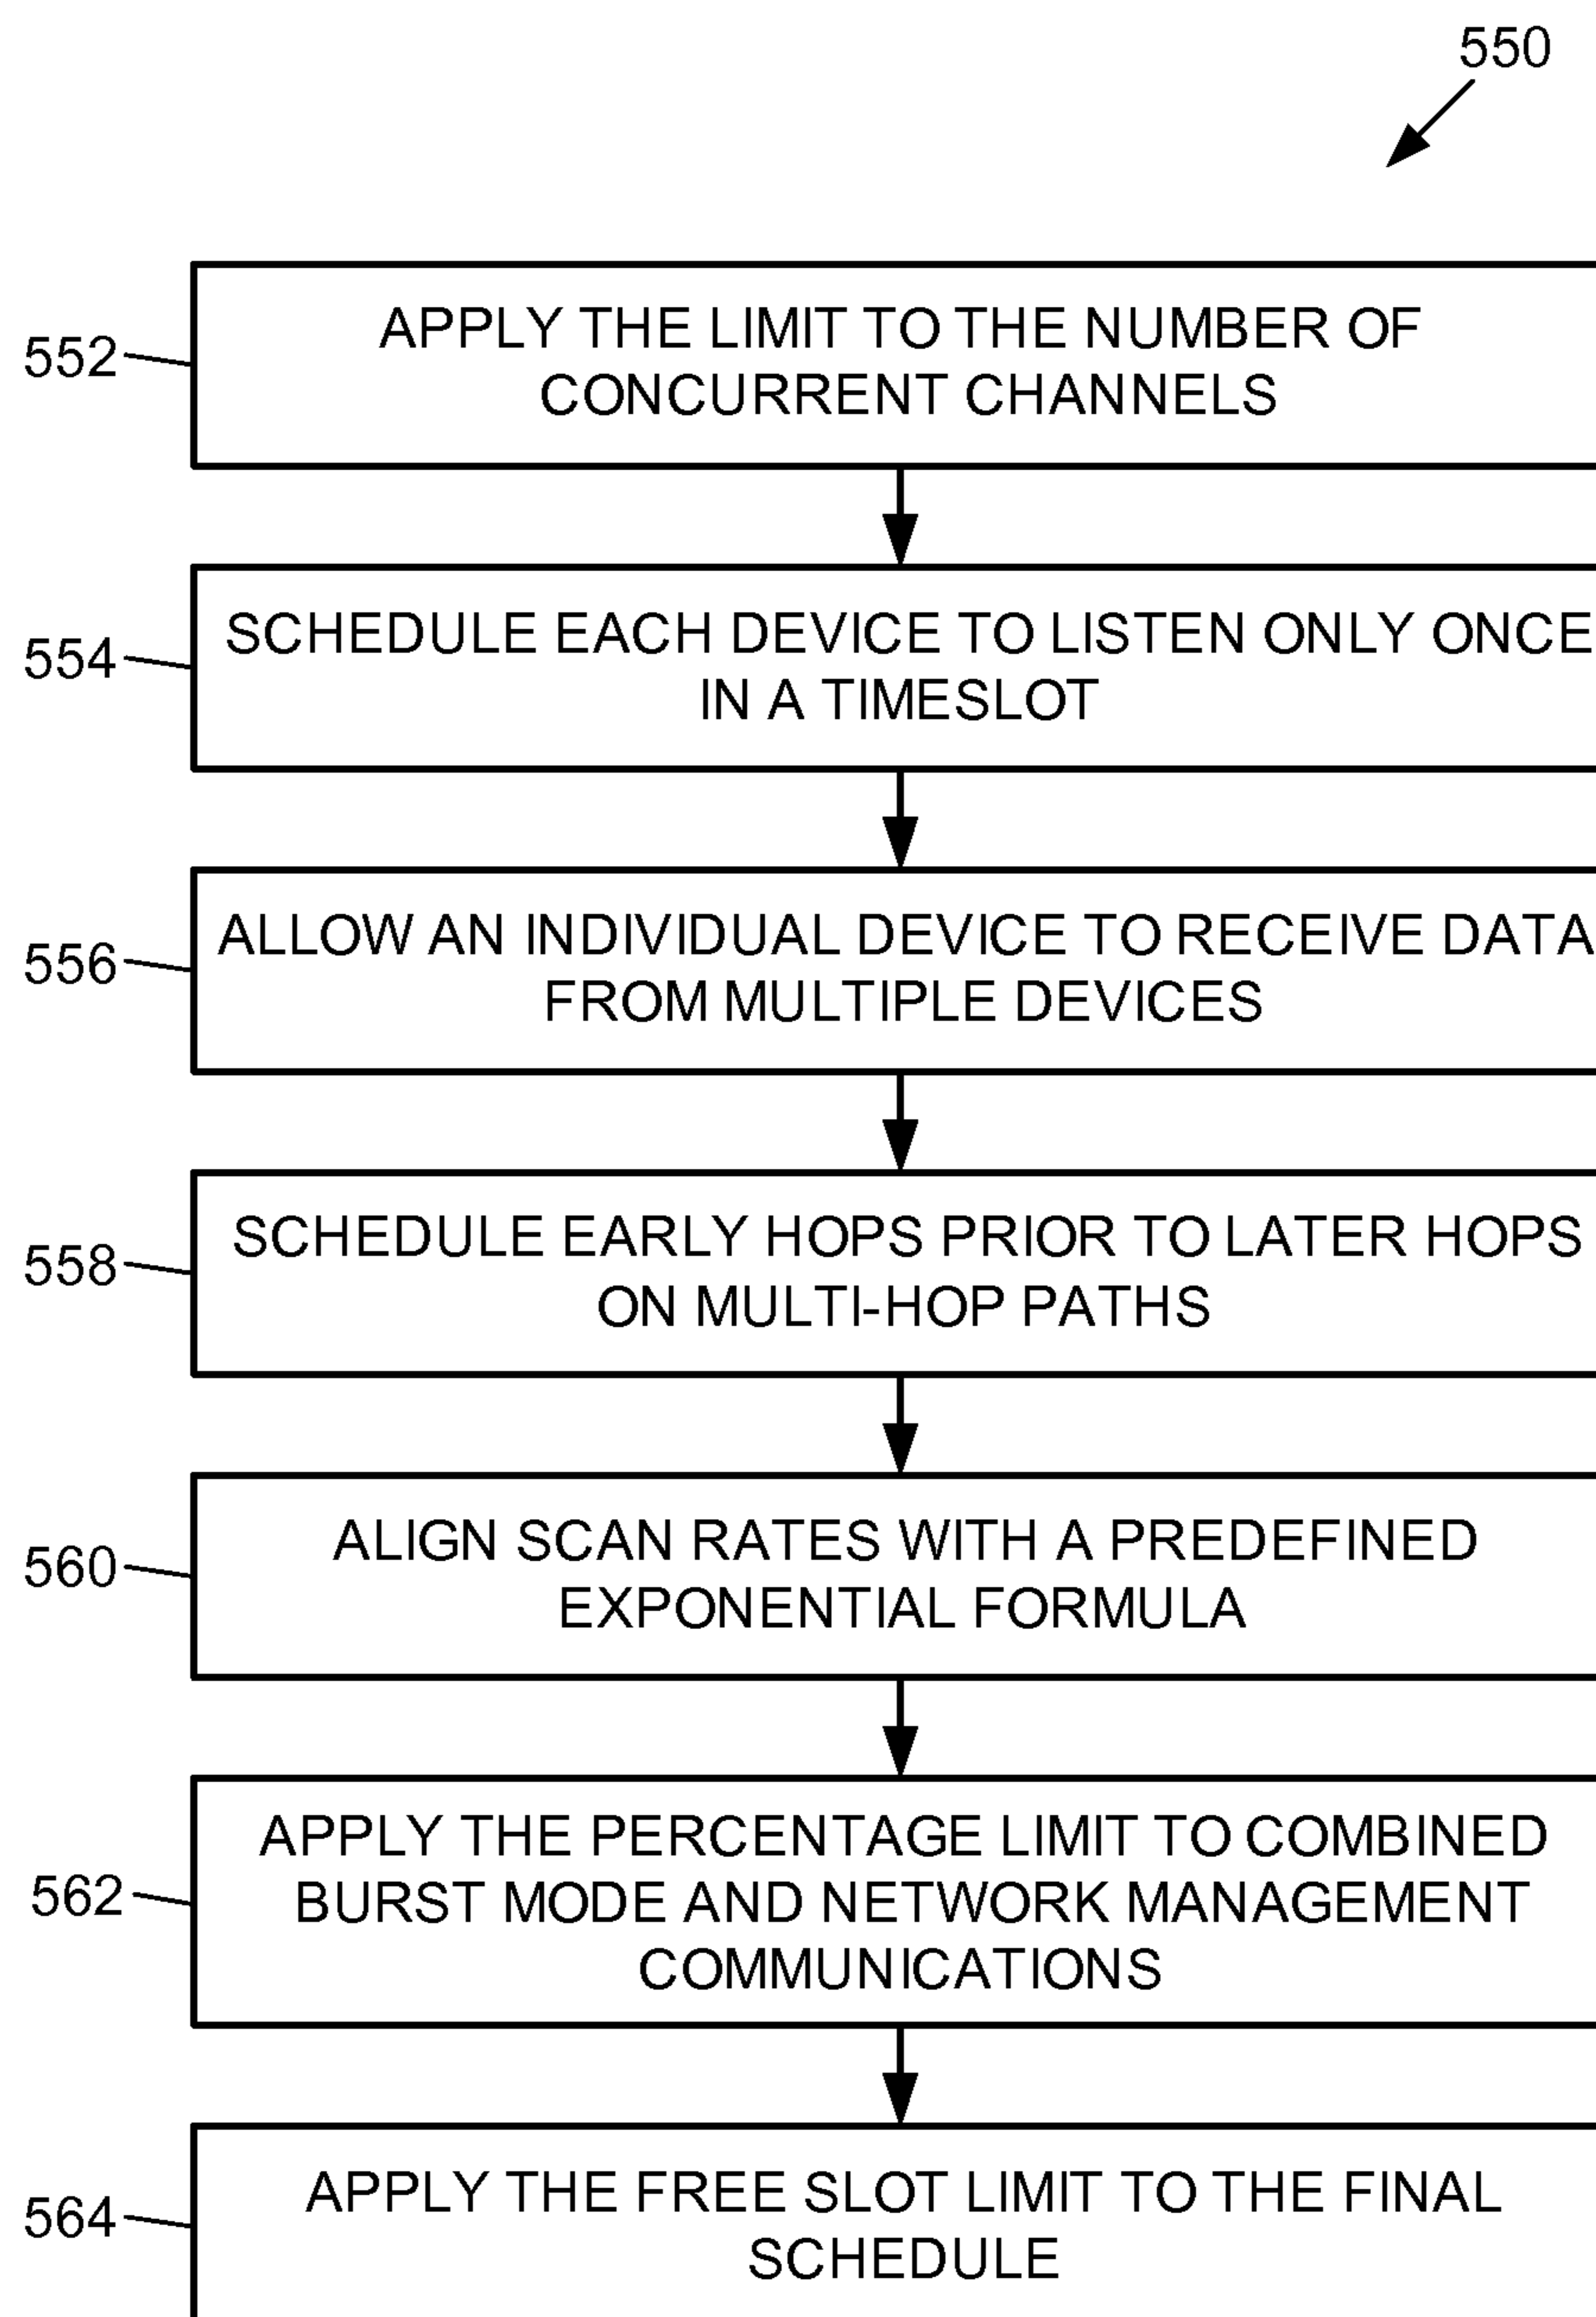 550
552
APPLY THE LIMIT TO THE NUMBER OF
CONCURRENT CHANNELS
554
SCHEDULE EACH DEVICE TO LISTEN ONLY ONCE
IN A TIMESLOT
556
ALLOW AN INDIVIDUAL DEVICE TO RECEIVE DATA
FROM MULTIPLE DEVICES
558
SCHEDULE EARLY HOPS PRIOR TO LATER HOPS
ON MULTI-HOP PATHS
560
ALIGN SCAN RATES WITH A PREDEFINED
EXPONENTIAL FORMULA
562
APPLY THE PERCENTAGE LIMIT TO COMBINED
BURST MODE AND NETWORK MANAGEMENT
COMMUNICATIONS
564
APPLY THE FREE SLOT LIMIT TO THE FINAL
SCHEDULE